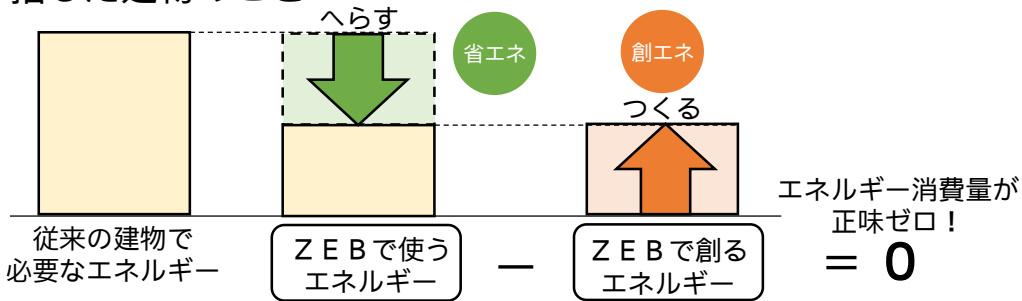 へらす
省エネ
創エネ
つくる
エネルギー消費量が
正味ゼロ！
従来の建物で
必要なエネルギー
ＺＥＢで使う
エネルギー
－
ＺＥＢで創る
エネルギー
＝ 0